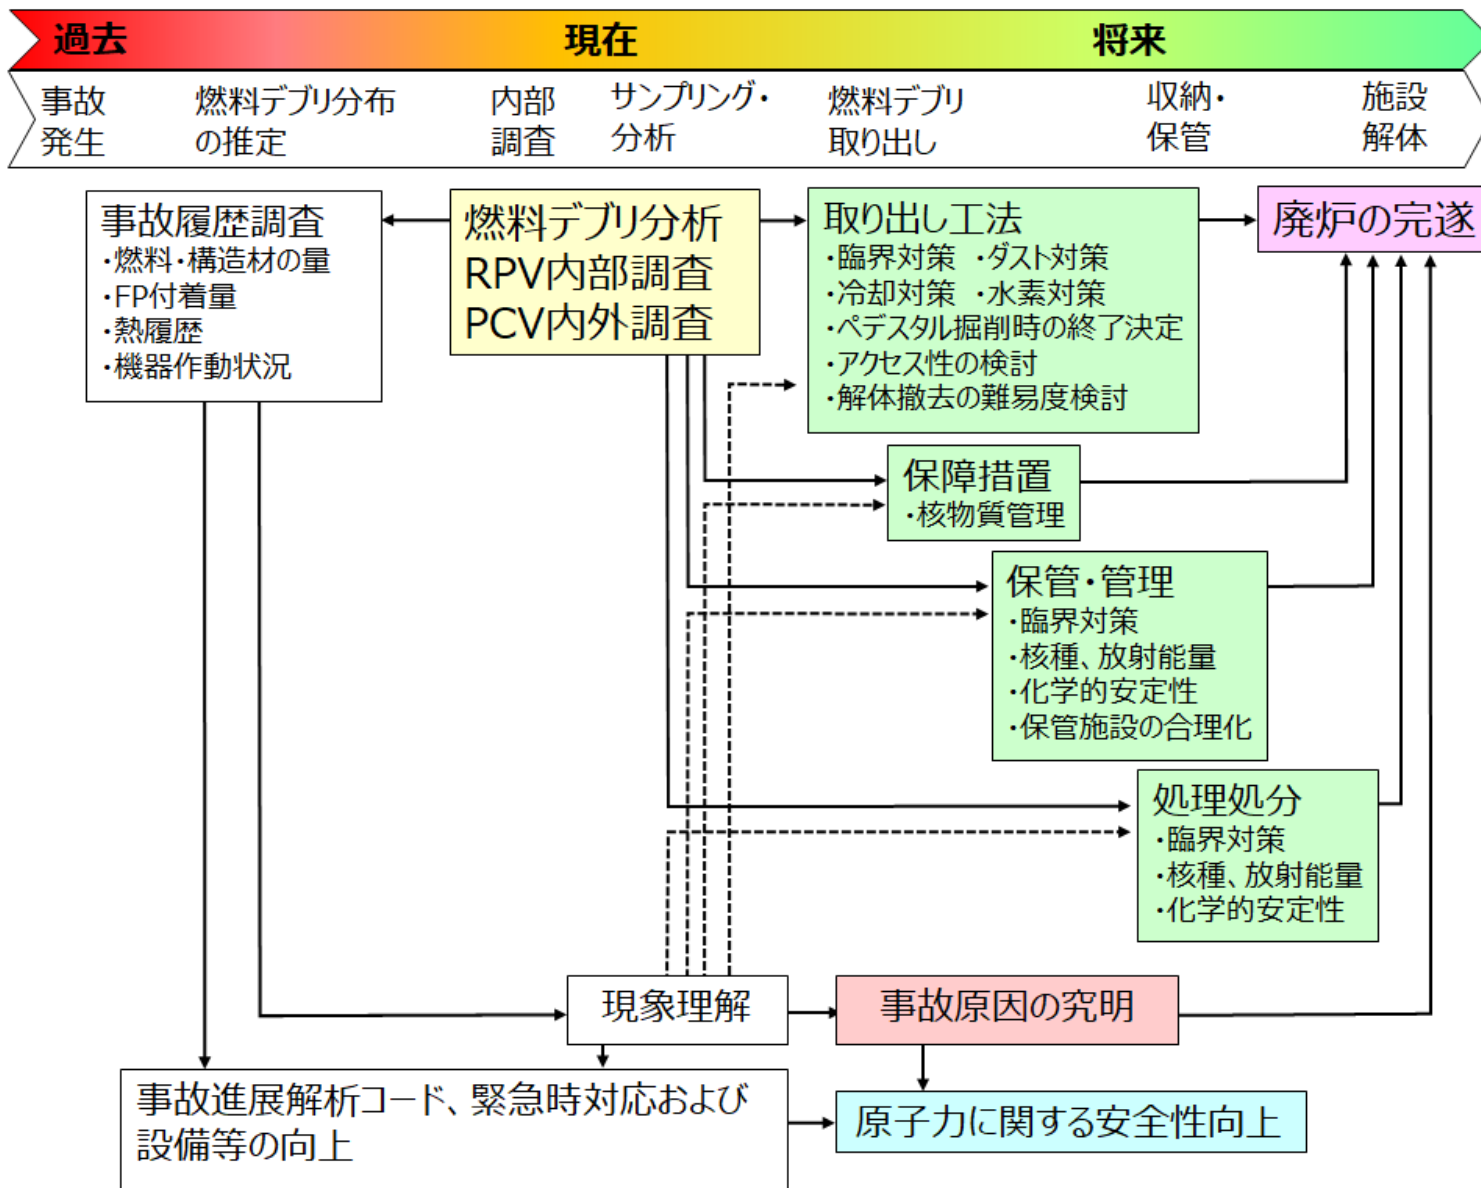 過去
現在
将来
事故
発生
燃料デブリ分布
の推定
内部
調査
サンプリング・
分析
燃料デブリ
取り出し
収納・
保管
施設
解体
事故履歴調査
・燃料・構造材の量
・FP付着量
・熱履歴
・機器作動状況
燃料デブリ分析
RPV内部調査
PCV内外調査
取り出し工法
・臨界対策 ・ダスト対策
・冷却対策 ・水素対策
・ペデスタル掘削時の終了決定
・アクセス性の検討
・解体撤去の難易度検討
廃炉の完遂
保障措置
・核物質管理
保管・管理
・臨界対策
・核種、放射能量
・化学的安定性
・保管施設の合理化
処理処分
・臨界対策
・核種、放射能量
・化学的安定性
現象理解
事故原因の究明
事故進展解析コード、緊急時対応および
設備等の向上
原子力に関する安全性向上